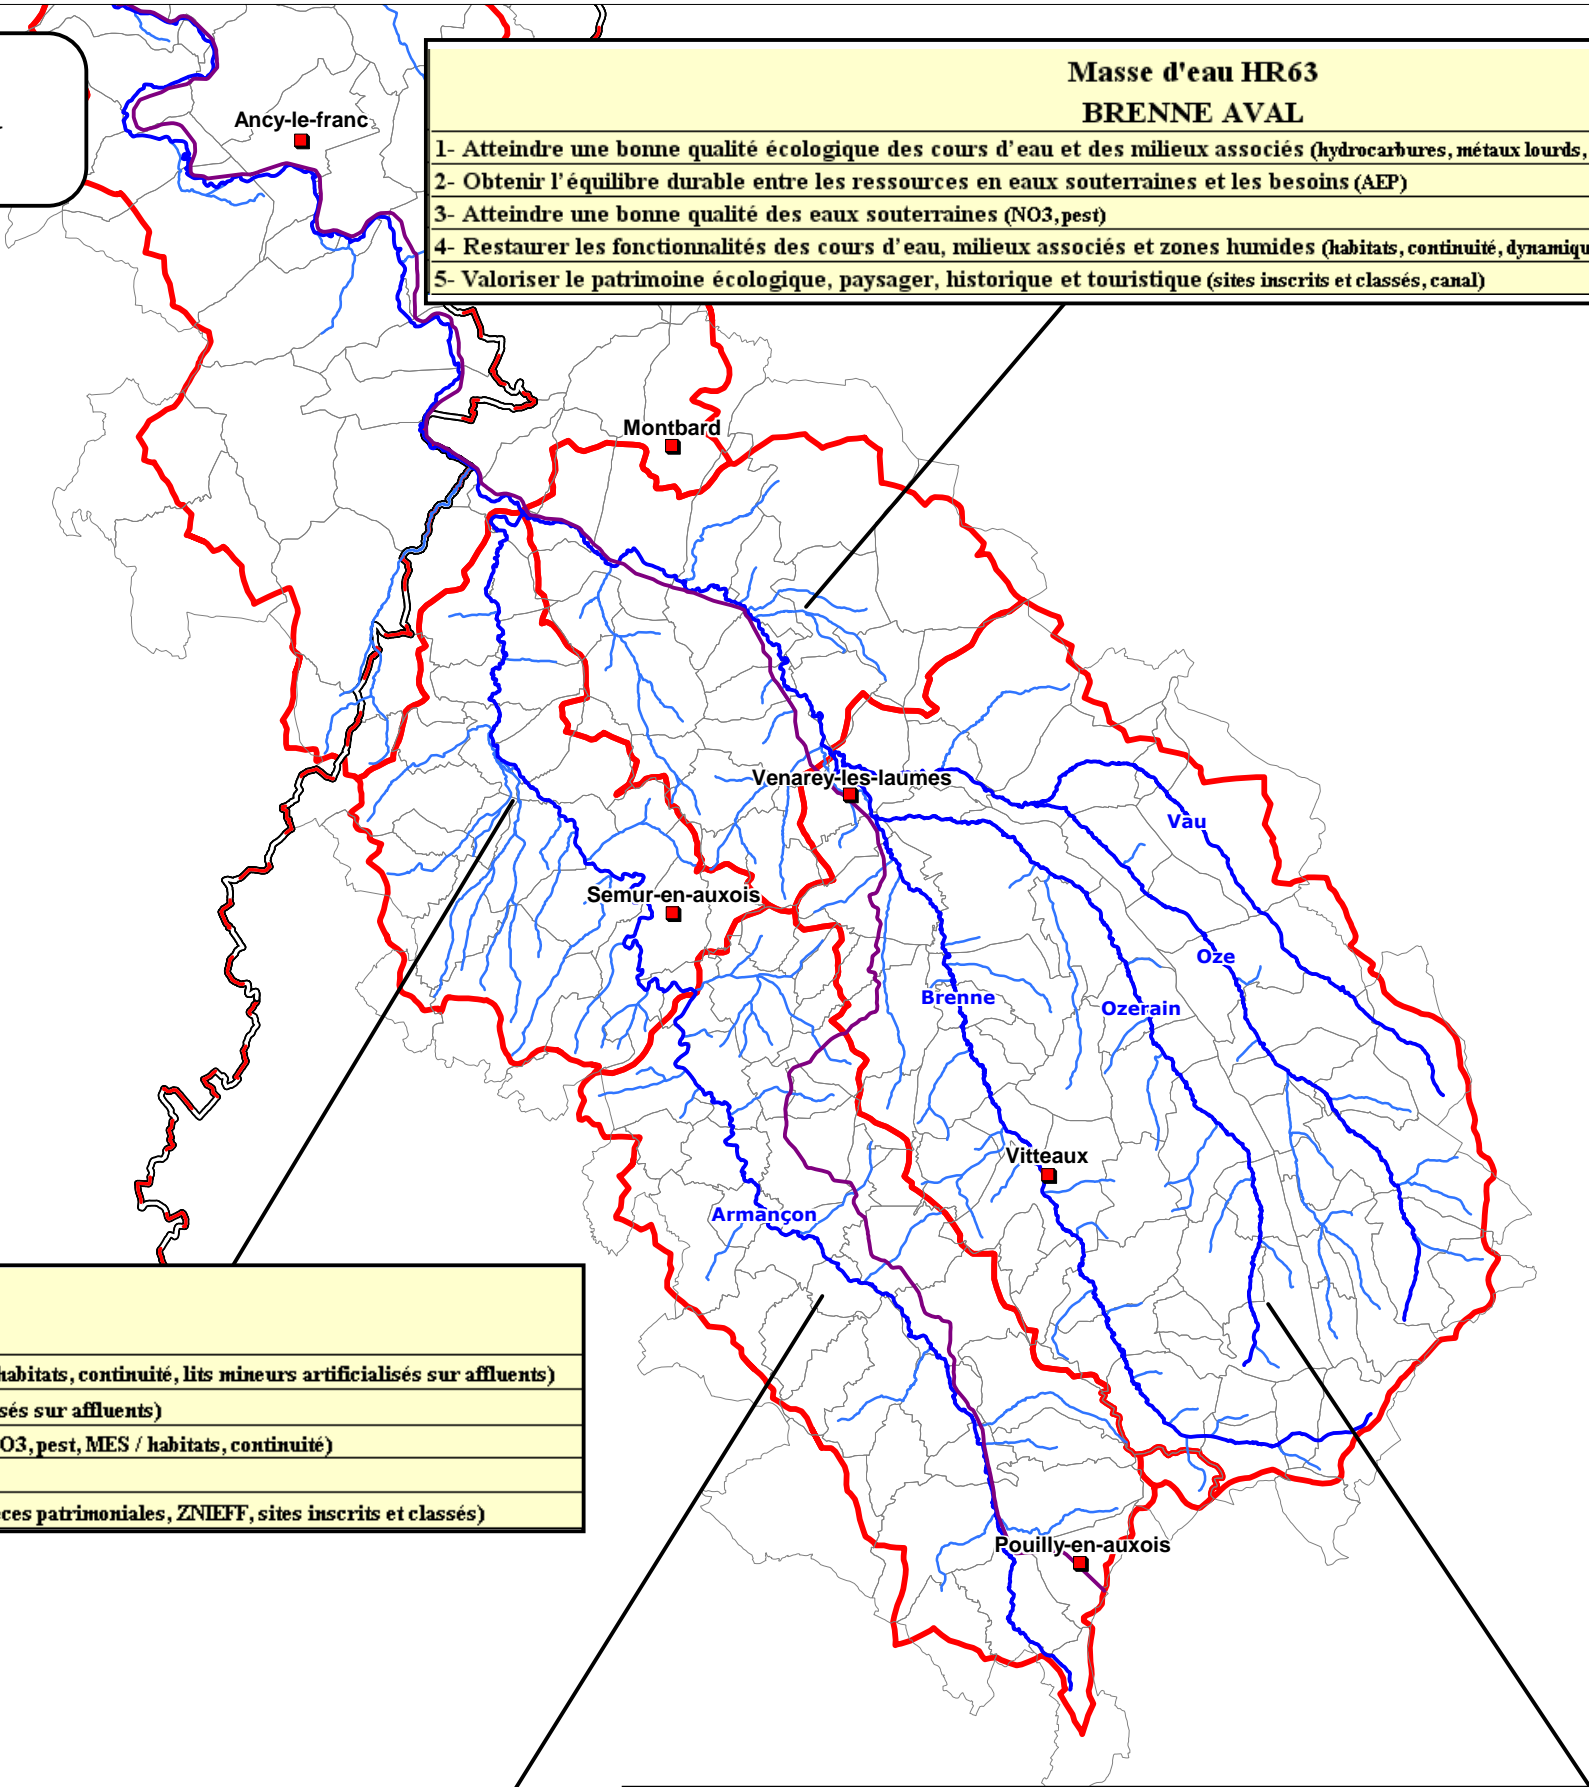 Masse d'eau HR63
BRENNE AVAL
1- Atteindre une bonne qualité écologique des cours d'eau et des milieux associés (hydrocarbures, métaux lourds,
2- Obtenir l'équilibre durable entre les ressources en eaux souterraines et les besoins (AEP)
3- Atteindre une bonne qualité des eaux souterraines (NO3, pest)
4- Restaurer les fonctionnalités des cours d'eau, milieux associés et zones humides (habitats, continuité, dynamiqu
5- Valoriser le patrimoine écologique, paysager, historique et touristique (sites inscrits et classés, canal)
Ancy-le-franc
Montbard
Venarey-les-laumes
Vau
Semur-en-auxois
Oze
Brenne
Ozerain
Vitteaux
Armançon
habitats, continuité, lits mineurs artificialisés sur affluents)
sés sur affluents)
O3, pest, MES / habitats, continuité)
ces patrimoniales, ZNIEFF, sites inscrits et classés)
Pouilly-en-auxois